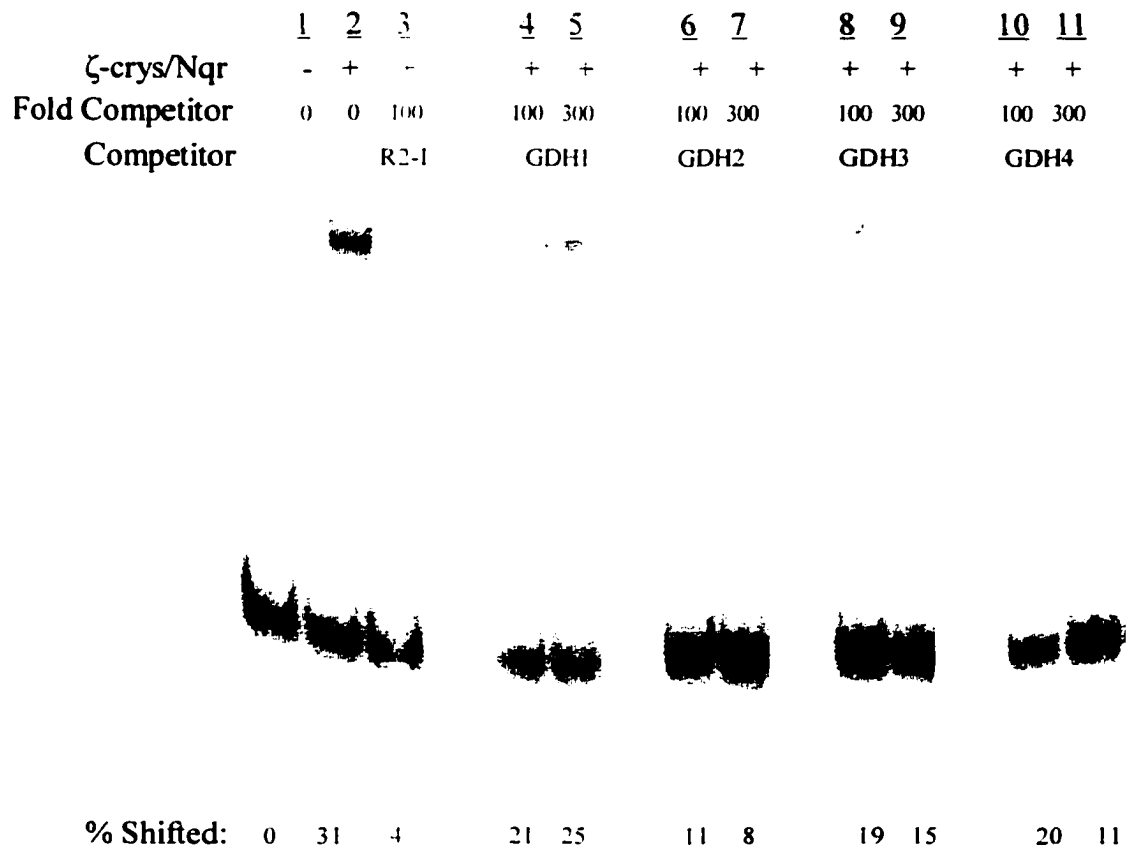 1 2 3 4 5 6 7 8 9 10 11
ζ-crys/Nqr - + - + + + + + + + +
Fold Competitor 0 0 100 100 300 100 300 100 300 100 300
Competitor R2-1 GDH1 GDH2 GDH3 GDH4
% Shifted: 0 31 4 21 25 11 8 19 15 20 11